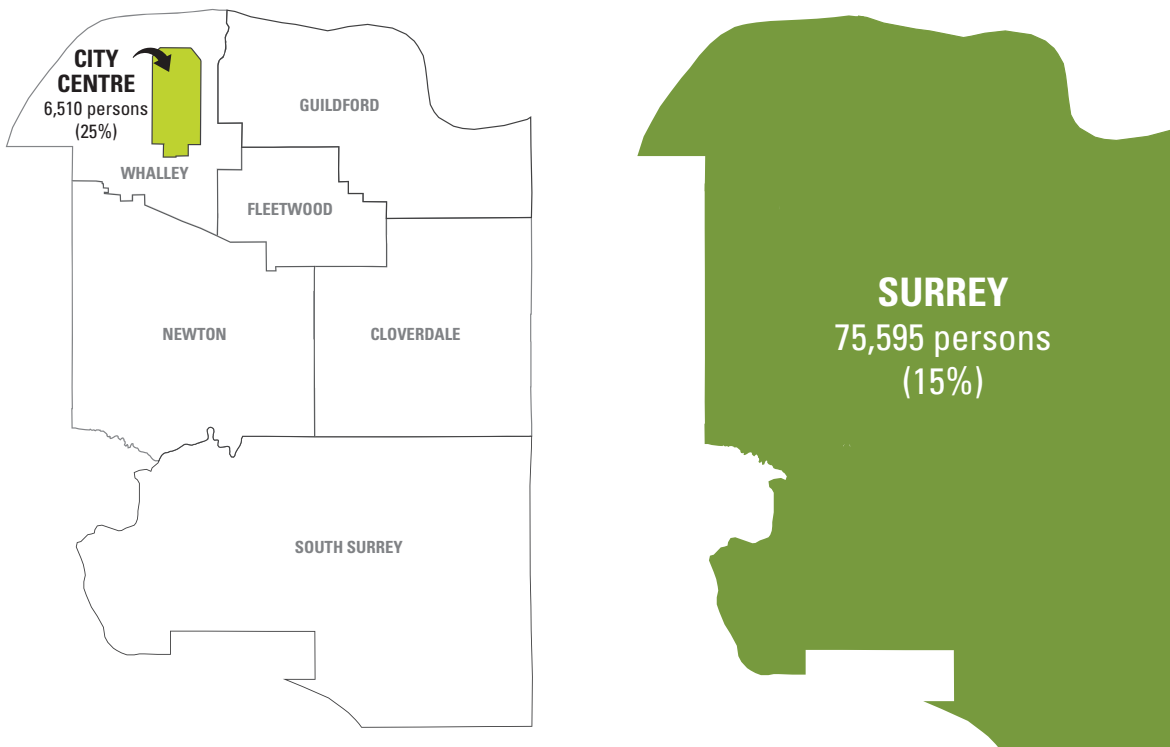 CITY
CENTRE
6,510 persons
(25%)
GUILDFORD
WHALLEY
FLEETWOOD
NEWTON
CLOVERDALE
SOUTH SURREY
SURREY
75,595 persons
(15%)